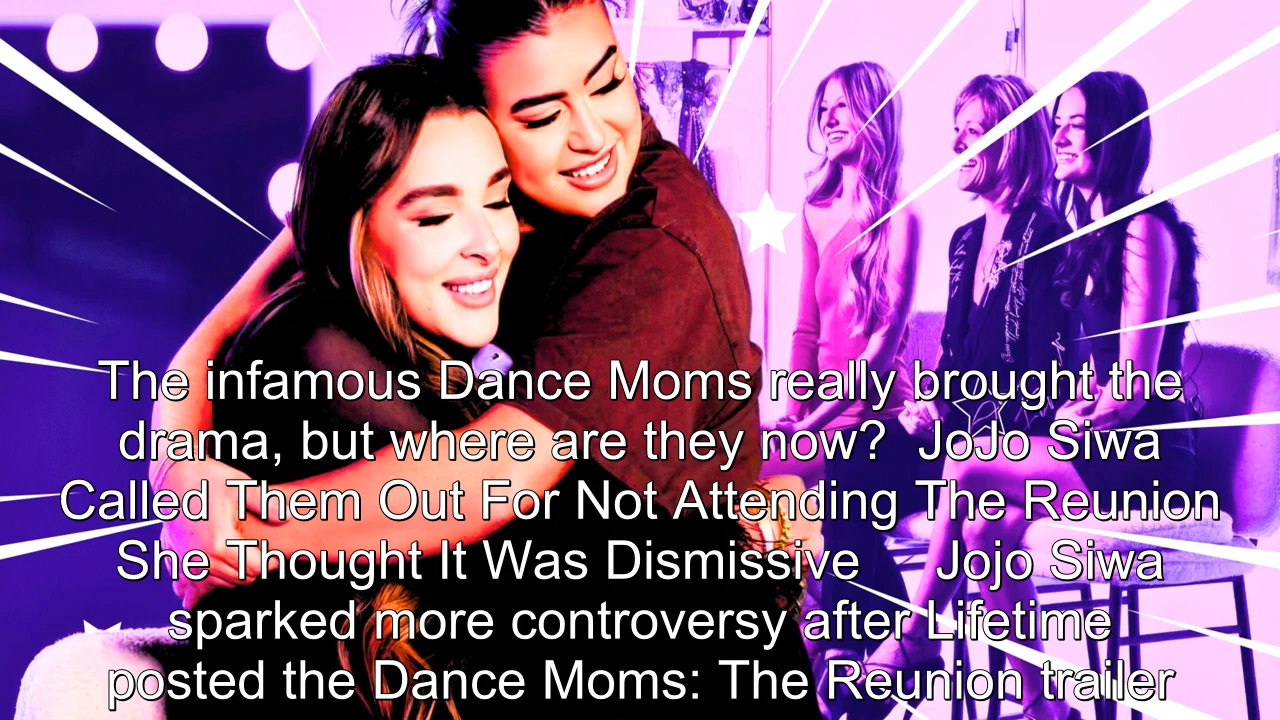 The infamous Dance Moms really brought the
drama, but where are they now? JoJo Siwa
Called Them Out For Not Attending The Reunion
She Thought It Was Dismissive Jojo Siwa
sparked more controversy after Lifetime
posted the Dance Moms: The Reunion trailer